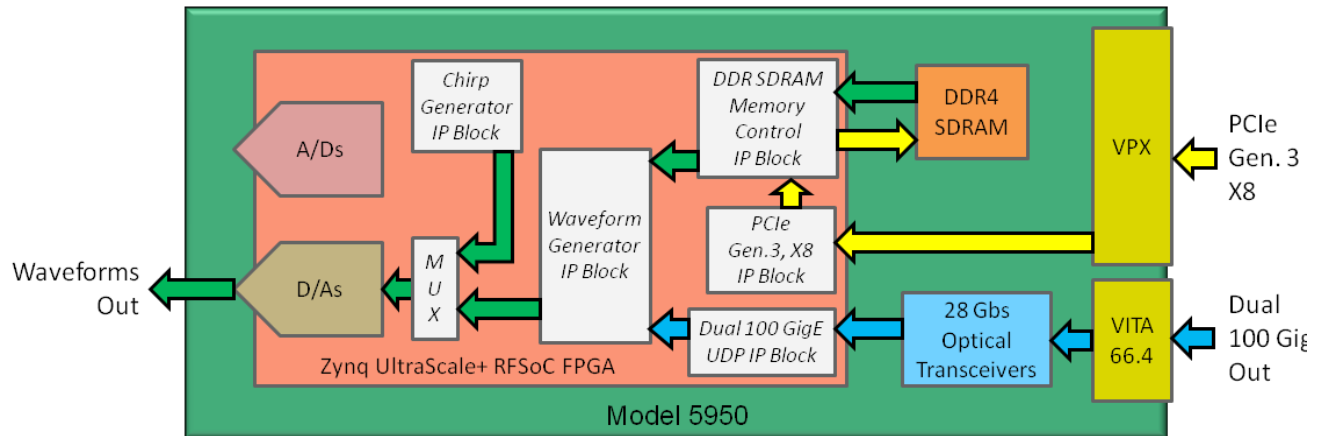 Chirp
Generator
IP Block
DDR SDRAM
Memory
Control
IP Block
DDR4
SDRAM
A/Ds
VPX
PCIe
Gen. 3
X8
Waveform
Generator
IP Block
PCIe
Gen.3, X8
IP Block
Waveforms
Out
D/As
M
U
X
Dual 100 GigE
UDP IP Block
28 Gbs
Optical
Transceivers
VITA
66.4
Dual
100 Gig
Out
Zynq UltraScale+ RFSoC FPGA
Model 5950